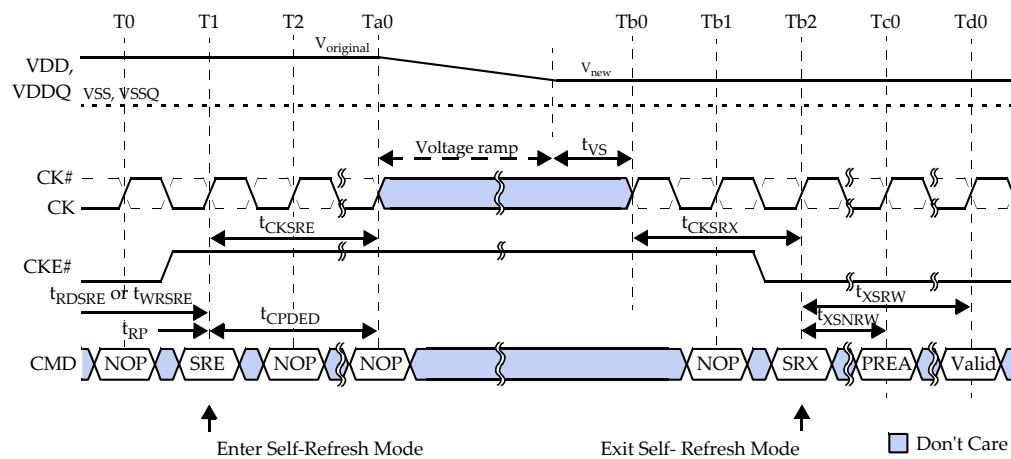 T0 T1 T2 Ta0 Tb0 Tb1 Tb2 Tc0 Td0
Voriginal
VDD,
VDDQ
Vnew
VSS, VSSQ
Voltage ramp
tVS
CK#
CK
tCKSRE
tCKSRX
CKE#
tRDSRE or tWRSRE
tXSRW
tRP
tCPDED
tXSNRW
CMD NOP SRE NOP NOP NOP SRX PREA Valid
Enter Self-Refresh Mode
Exit Self- Refresh Mode
Don't Care